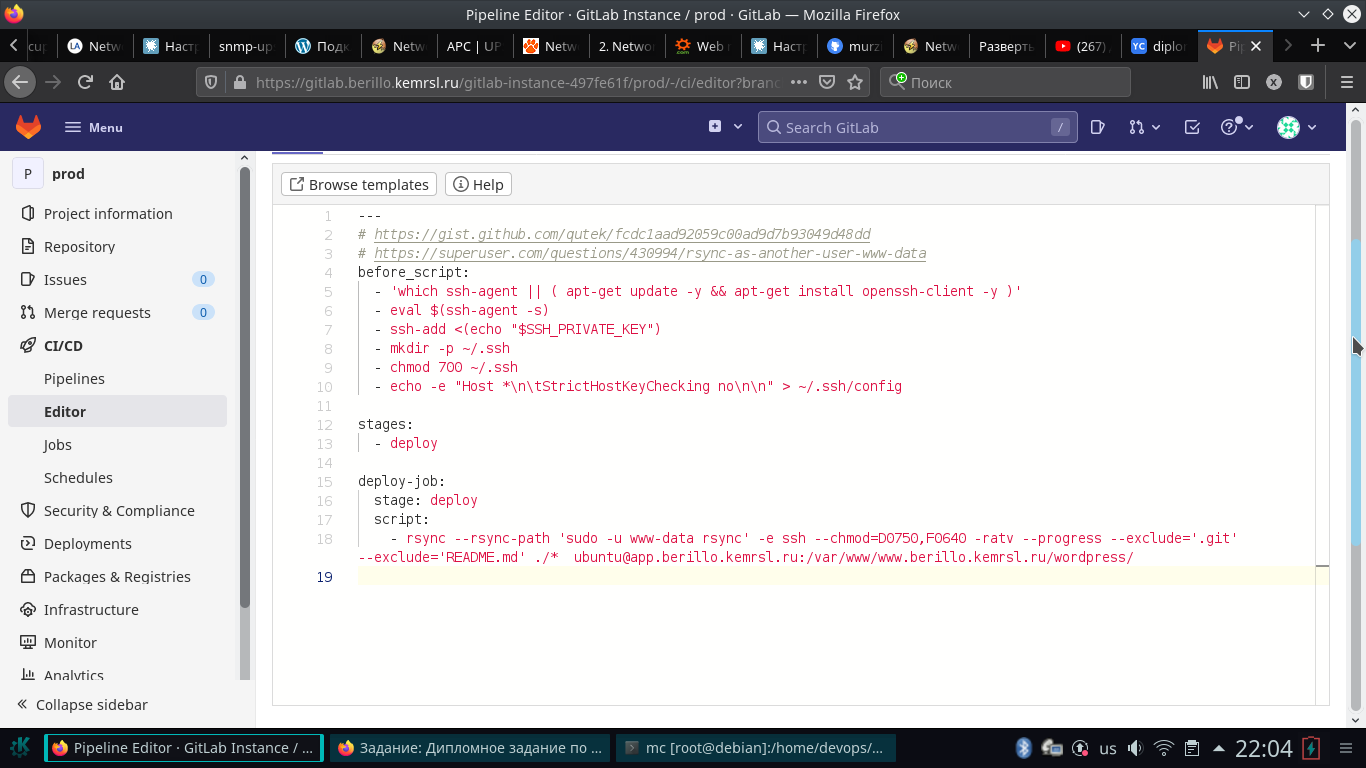 Pipeline Editor · GitLab Instance / prod · GitLab — Mozilla Firefox
Netw
Настр
snmp-up
Подк
Netw
APC | UP
Netw
2. Netwo
Web
Настр
murzi
Netw
Разверты
(267)
diplo
https://gitlab.berillo.kemrsl.ru/gitlab-instance-497fe61f/prod/-/ci/editor?branc
Поиск
Menu
Search GitLab
/
P prod
Project information
Repository
Issues 0
Merge requests 0
CI/CD
Pipelines
Editor
Jobs
Schedules
Security & Compliance
Deployments
Packages & Registries
Infrastructure
Monitor
Analytics
Collapse sidebar
Browse templates
Help
1 ---
2 # https://gist.github.com/qutek/fcdc1aad92059c00ad9d7b93049d48dd
3 # https://superuser.com/questions/430994/rsync-as-another-user-www-data
4 before_script:
5 - 'which ssh-agent || ( apt-get update -y && apt-get install openssh-client -y )'
6 - eval $(ssh-agent -s)
7 - ssh-add <(echo "$SSH_PRIVATE_KEY")
8 - mkdir -p ~/.ssh
9 - chmod 700 ~/.ssh
10 - echo -e "Host *\n\tStrictHostKeyChecking no\n\n" > ~/.ssh/config
11
12 stages:
13 - deploy
14
15 deploy-job:
16 stage: deploy
17 script:
18 - rsync --rsync-path 'sudo -u www-data rsync' -e ssh --chmod=D0750,F0640 -ratv --progress --exclude='.git'
--exclude='README.md' ./*  ubuntu@app.berillo.kemrsl.ru:/var/www/www.berillo.kemrsl.ru/wordpress/
19
Pipeline Editor · GitLab Instance / ...
Задание: Дипломное задание по ...
mc [root@debian]:/home/devops/...
us
22:04